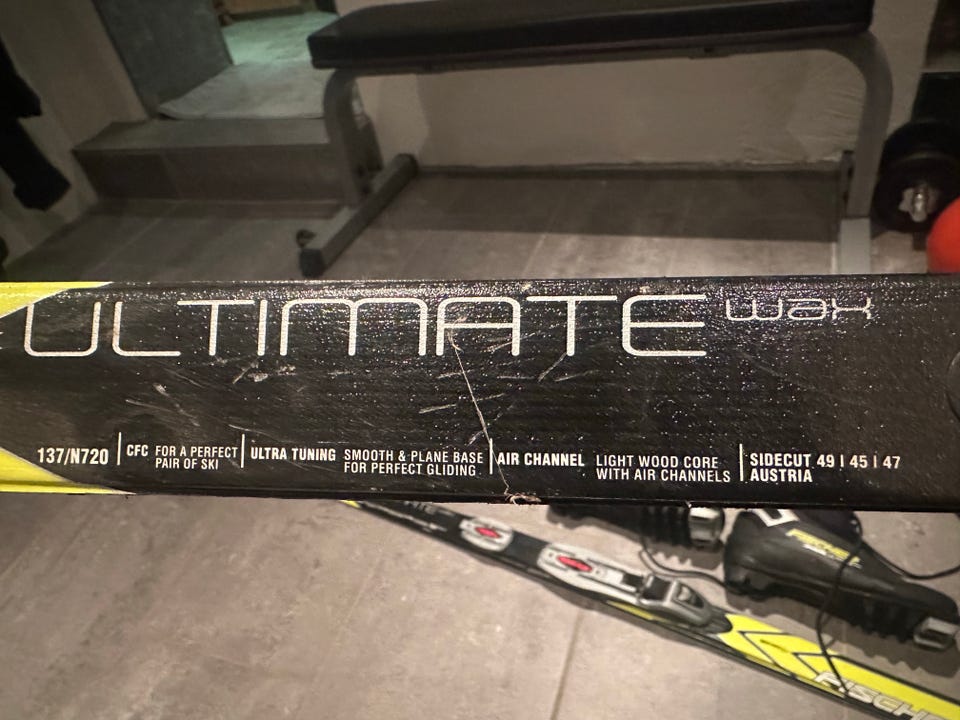 ULTIMATE wax
137/N720 | CFC FOR A PERFECT PAIR OF SKI | ULTRA TUNING SMOOTH & PLANE BASE FOR PERFECT GLIDING | AIR CHANNEL LIGHT WOOD CORE WITH AIR CHANNELS | SIDECUT 49 | 45 | 47 AUSTRIA
FISCHER